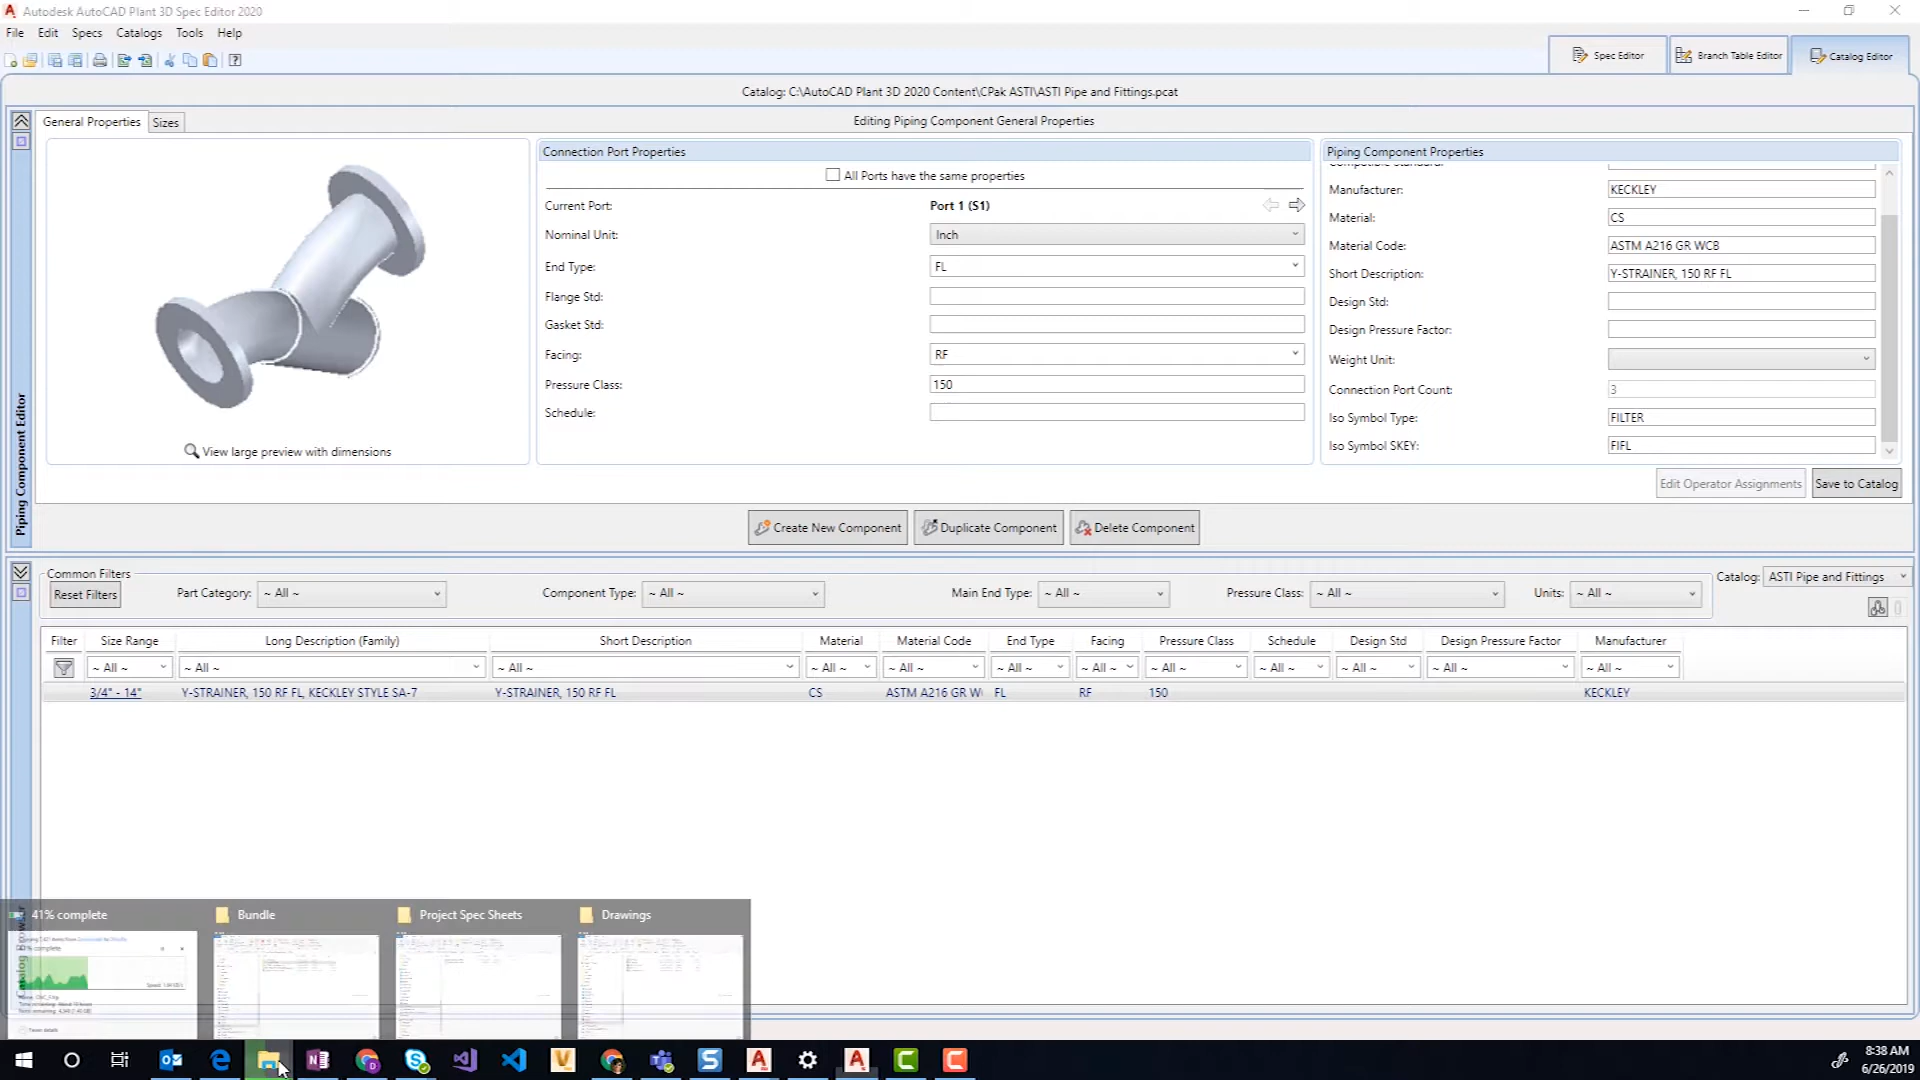 Autodesk AutoCAD Plant 3D Spec Editor 2020
File Edit Specs Catalogs Tools Help
Spec Editor Branch Table Editor Catalog Editor
Catalog: C:\AutoCAD Plant 3D 2020 Content\CPak ASTI\ASTI Pipe and Fittings.pcat
General Properties Sizes Editing Piping Component General Properties
Piping Component Editor
View large preview with dimensions
Connection Port Properties
All Ports have the same properties
Current Port: Port 1 (S1)
Nominal Unit: Inch
End Type: FL
Flange Std:
Gasket Std:
Facing: RF
Pressure Class: 150
Schedule:
Piping Component Properties
Manufacturer: KECKLEY
Material: CS
Material Code: ASTM A216 GR WCB
Short Description: Y-STRAINER, 150 RF FL
Design Std:
Design Pressure Factor:
Weight Unit:
Connection Port Count: 3
Iso Symbol Type: FILTER
Iso Symbol SKEY: FIFL
Edit Operator Assignments Save to Catalog
Create New Component Duplicate Component Delete Component
Common Filters
Reset Filters Part Category: ~ All ~ Component Type: ~ All ~ Main End Type: ~ All ~ Pressure Class: ~ All ~ Units: ~ All ~ Catalog: ASTI Pipe and Fittings
Filter Size Range Long Description (Family) Short Description Material Material Code End Type Facing Pressure Class Schedule Design Std Design Pressure Factor Manufacturer
~ All ~ ~ All ~ ~ All ~ ~ All ~ ~ All ~ ~ All ~ ~ All ~ ~ All ~ ~ All ~ ~ All ~ ~ All ~ ~ All ~
3/4" - 14" Y-STRAINER, 150 RF FL, KECKLEY STYLE SA-7 Y-STRAINER, 150 RF FL CS ASTM A216 GR W FL RF 150 KECKLEY
41% complete Bundle Project Spec Sheets Drawings
8:38 AM
6/26/2019